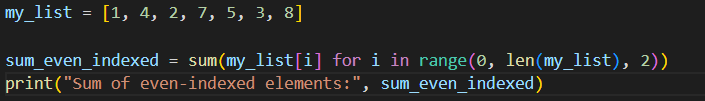 my_list = [1, 4, 2, 7, 5, 3, 8]
sum_even_indexed = sum(my_list[i] for i in range(0, len(my_list), 2))
print("Sum of even-indexed elements:", sum_even_indexed)